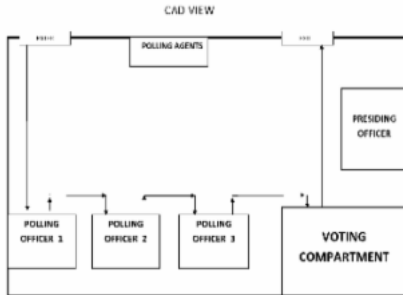 CAD VIEW
POLLING AGENTS
PRESIDING
OFFICER
POLLING
OFFICER 1
POLLING
OFFICER 2
POLLING
OFFICER 3
VOTING
COMPARTMENT